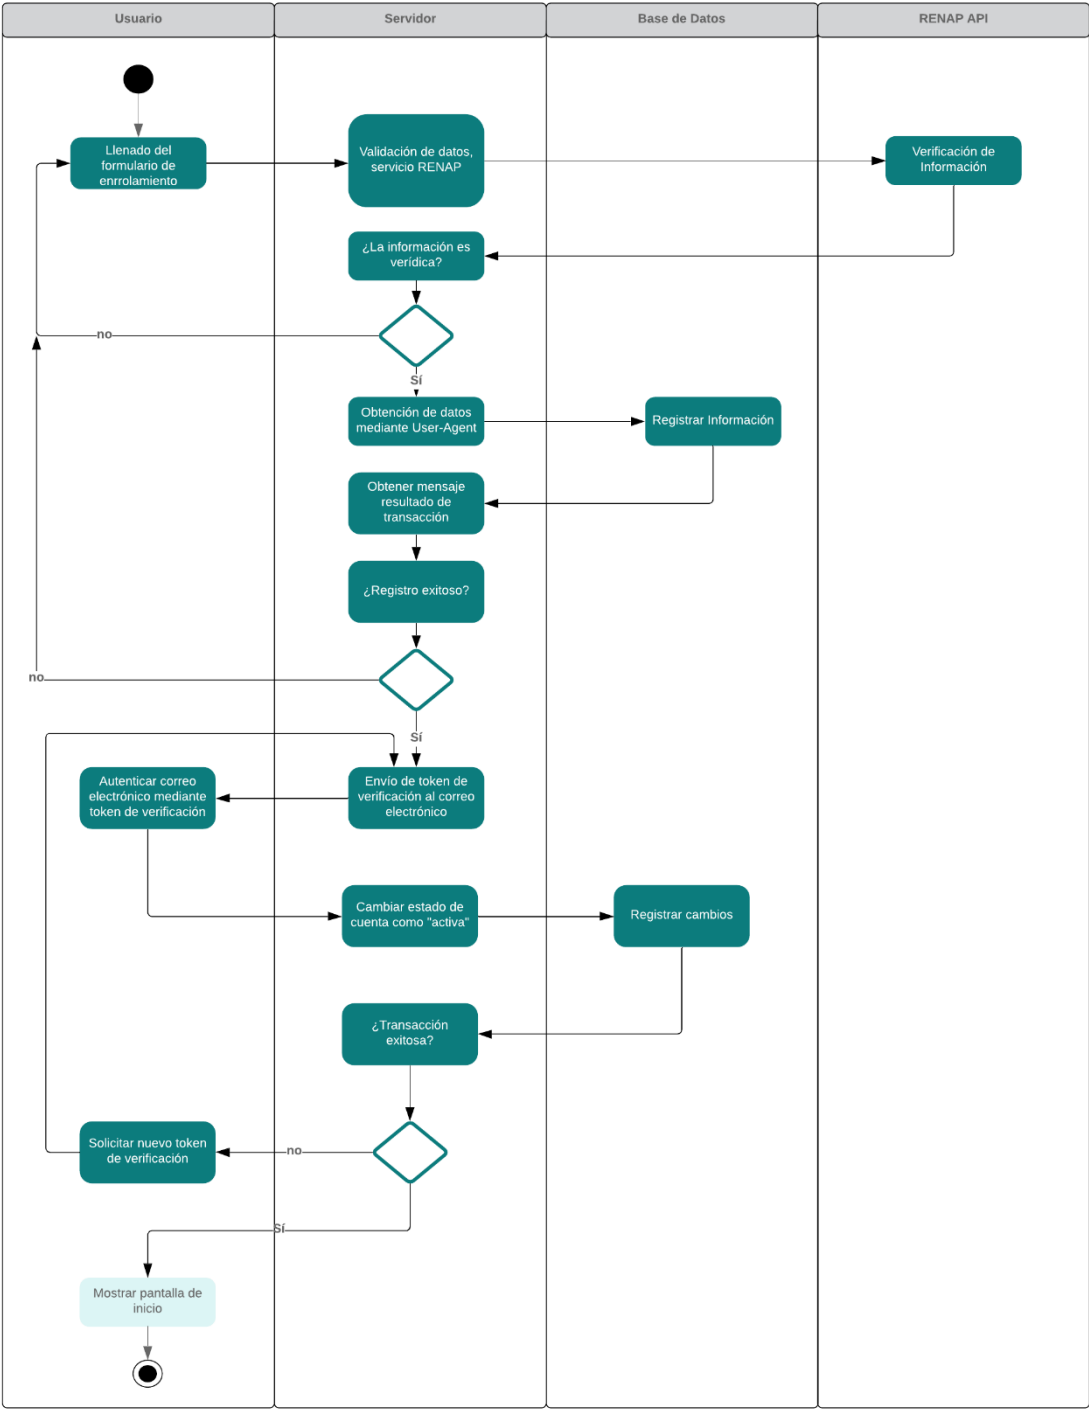 Usuario
Servidor
Base de Datos
RENAP API
Llenado del
formulario de
enrrolamiento
Validación de datos,
servicio RENAP
Verificación de
Información
¿La información es
verídica?
no
Sí
Obtención de datos
mediante User-Agent
Registrar Información
Obtener mensaje
resultado de
transacción
¿Registro exitoso?
no
Sí
Autenticar correo
electrónico mediante
token de verificación
Envío de token de
verificación al correo
electrónico
Cambiar estado de
cuenta como "activa"
Registrar cambios
¿Transacción
exitosa?
Solicitar nuevo token
de verificación
no
Sí
Mostrar pantalla de
inicio